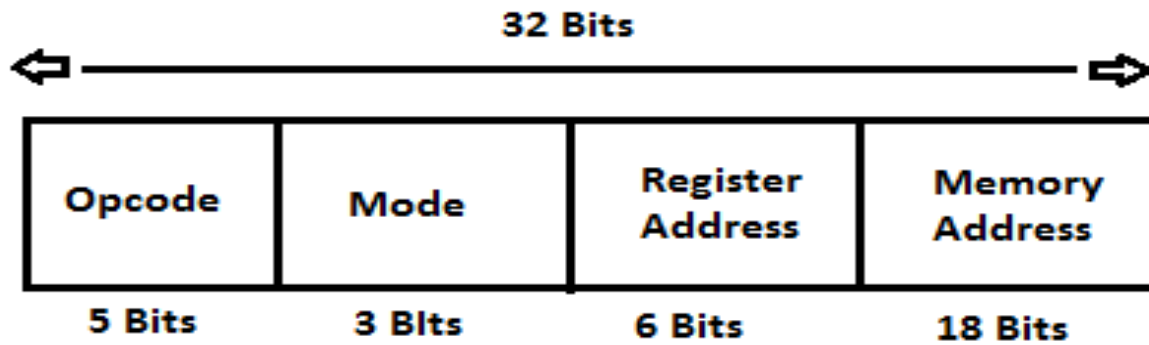 32 Bits
Opcode
Mode
Register
Address
Memory
Address
5 Bits
3 BIts
6 Bits
18 Bits